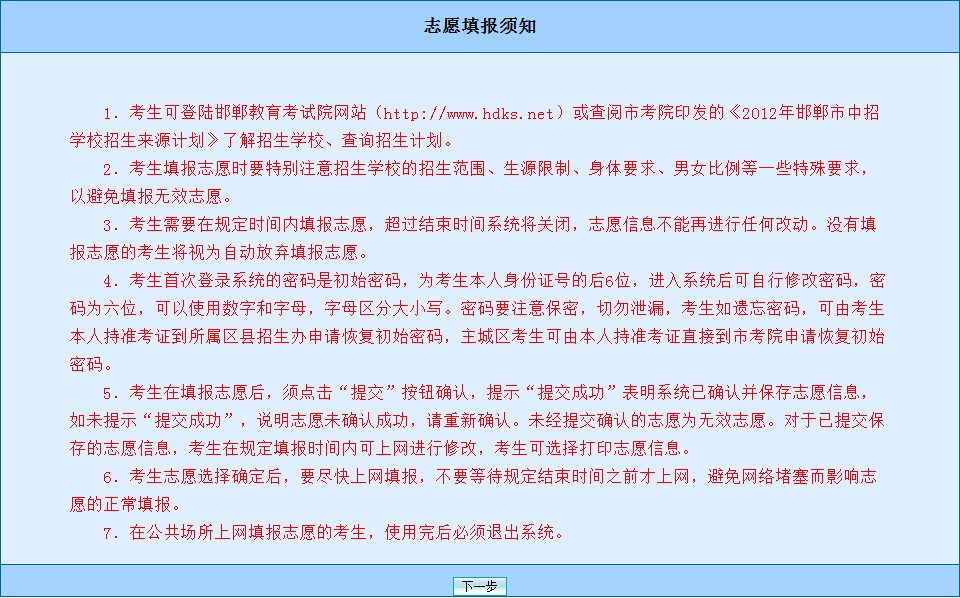 志愿填报须知
1．考生可登陆邯郸教育考试院网站（http://www.hdks.net）或查阅市考院印发的《2012年邯郸市中招
学校招生来源计划》了解招生学校、查询招生计划。
2．考生填报志愿时要特别注意招生学校的招生范围、生源限制、身体要求、男女比例等一些特殊要求，
以避免填报无效志愿。
3．考生需要在规定时间内填报志愿，超过结束时间系统将关闭，志愿信息不能再进行任何改动。没有填
报志愿的考生将视为自动放弃填报志愿。
4．考生首次登录系统的密码是初始密码，为考生本人身份证号的后6位，进入系统后可自行修改密码，密
码为六位，可以使用数字和字母，字母区分大小写。密码要注意保密，切勿泄漏，考生如遗忘密码，可由考生
本人持准考证到所属区县招生办申请恢复初始密码，主城区考生可由本人持准考证直接到市考院申请恢复初始
密码。
5．考生在填报志愿后，须点击“提交”按钮确认，提示“提交成功”表明系统已确认并保存志愿信息，
如未提示“提交成功”，说明志愿未确认成功，请重新确认。未经提交确认的志愿为无效志愿。对于已提交保
存的志愿信息，考生在规定填报时间内可上网进行修改，考生可选择打印志愿信息。
6．考生志愿选择确定后，要尽快上网填报，不要等待规定结束时间之前才上网，避免网络堵塞而影响志
愿的正常填报。
7．在公共场所上网填报志愿的考生，使用完后必须退出系统。
下一步